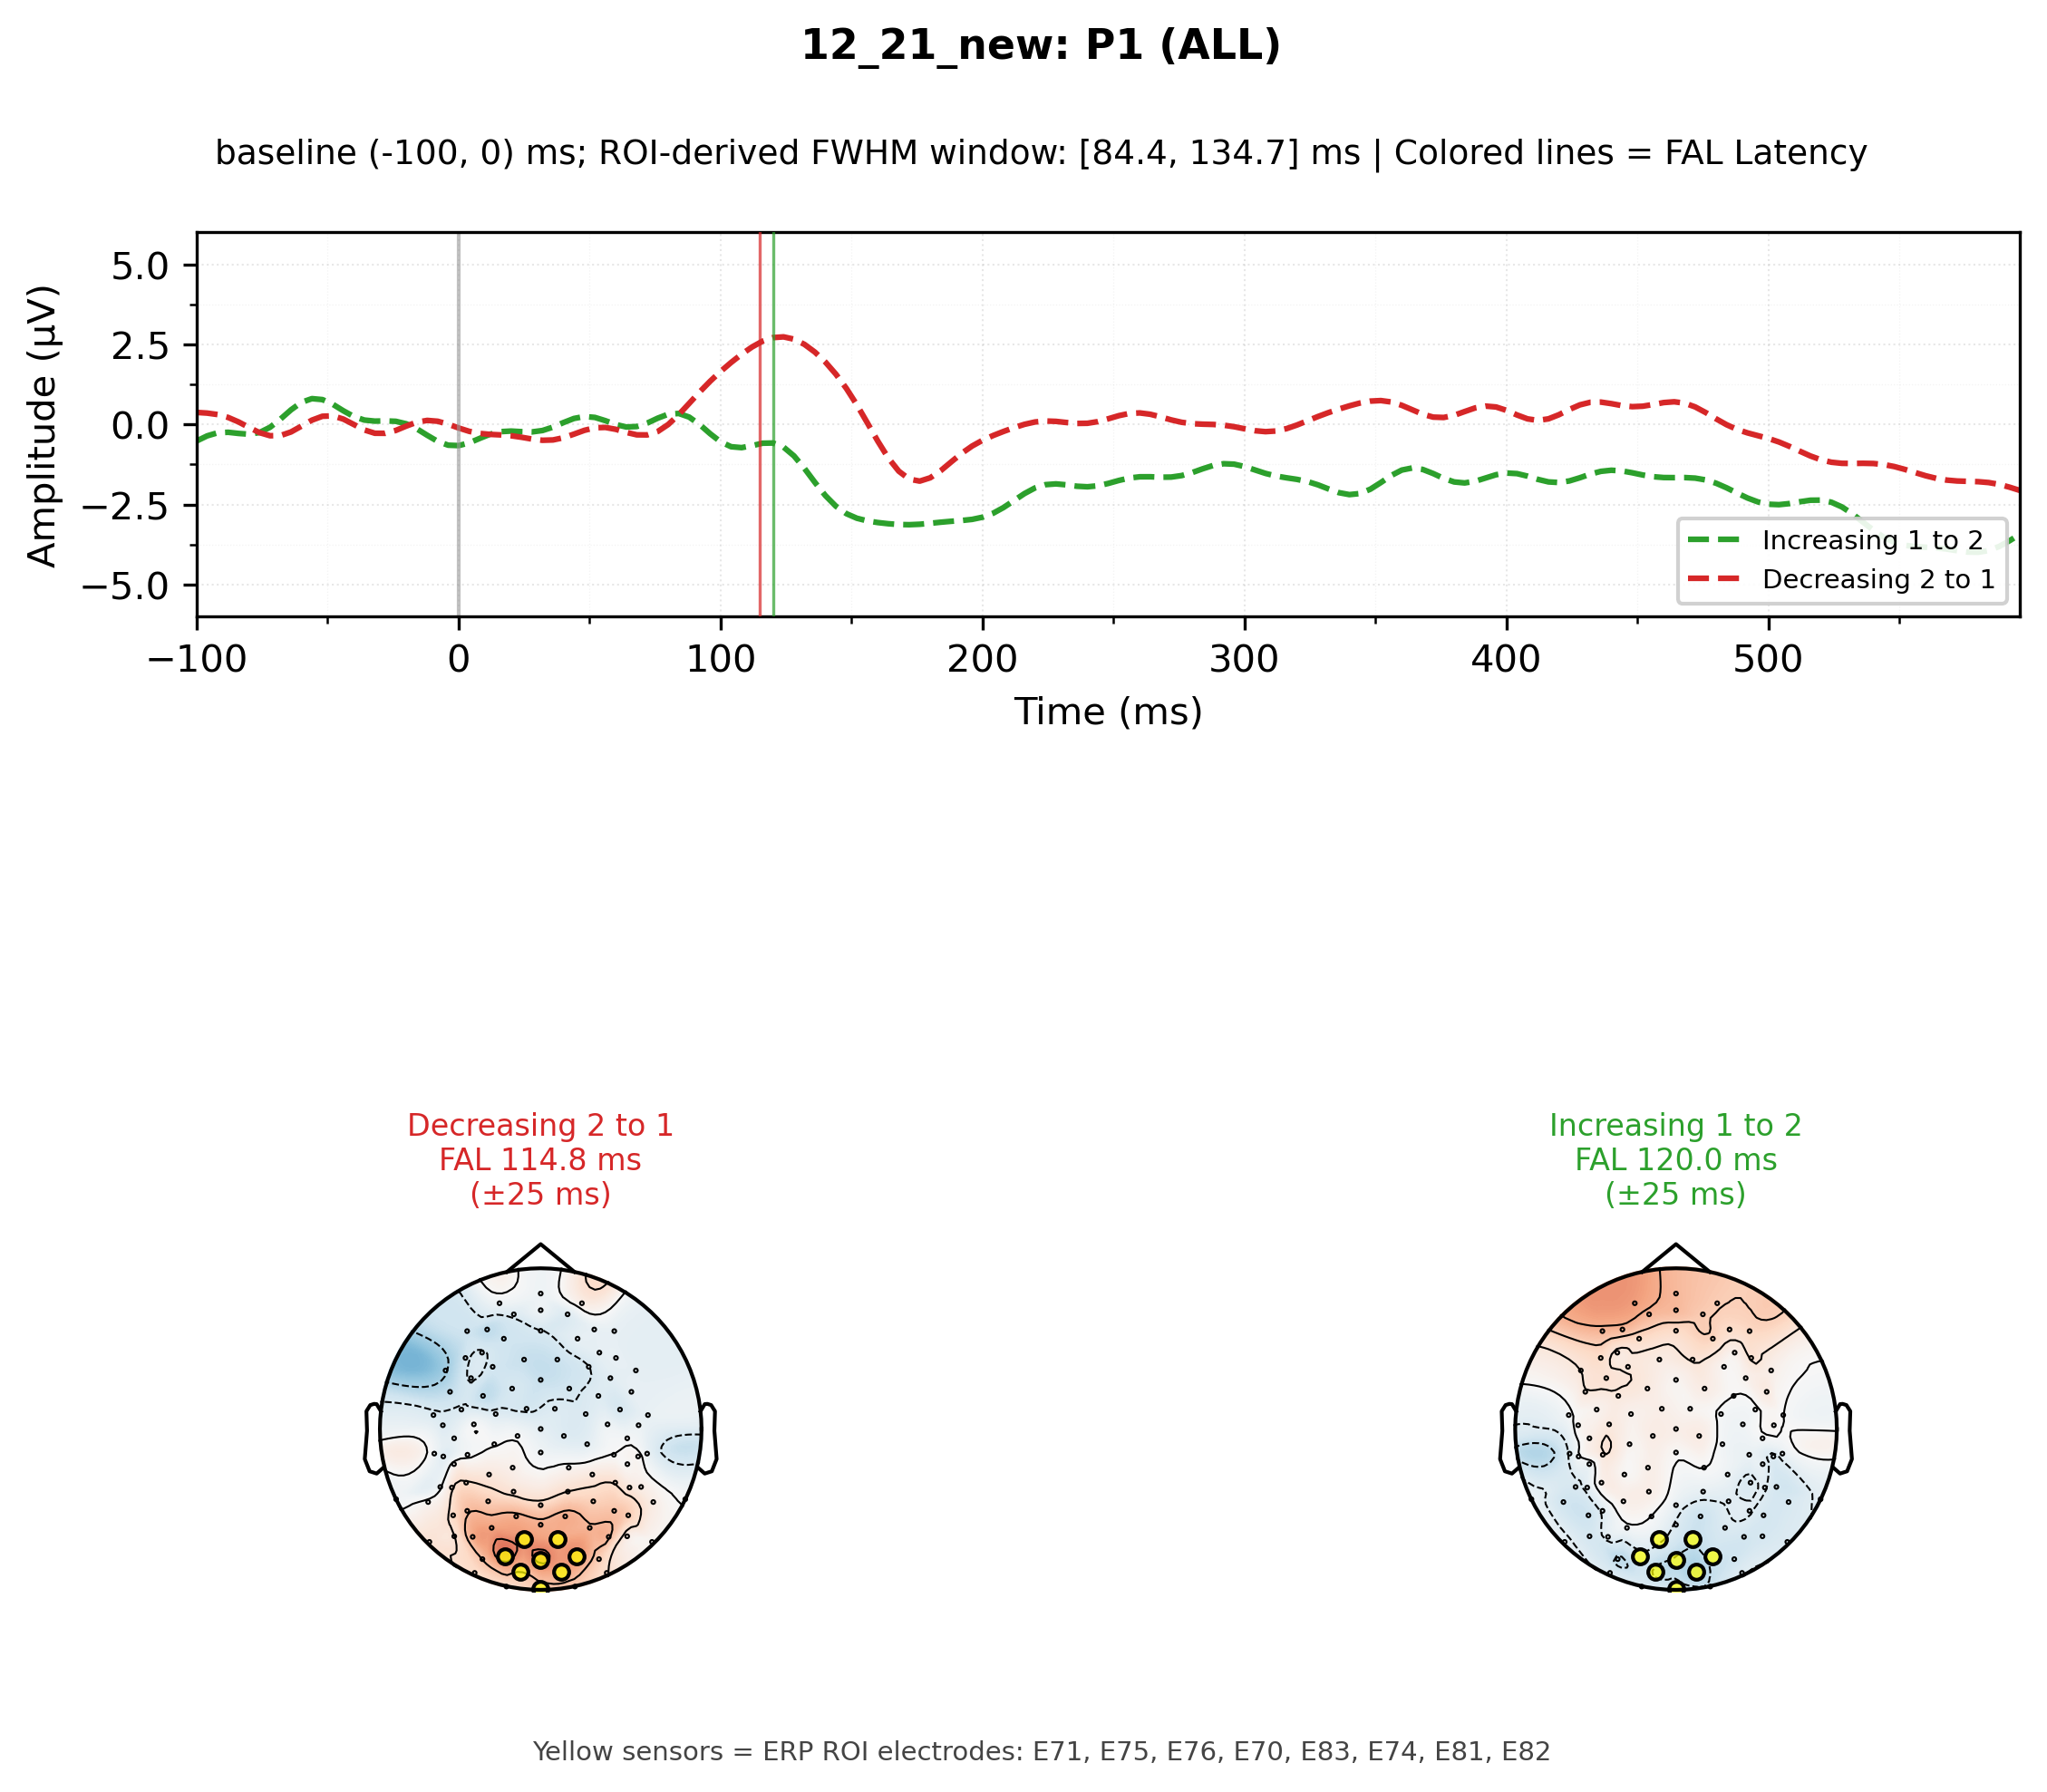 12_21_new: P1 (ALL)
baseline (-100, 0) ms; ROI-derived FWHM window: [84.4, 134.7] ms | Colored lines = FAL Latency
Amplitude (µV)
5.0
2.5
0.0
−2.5
−5.0
Increasing 1 to 2
Decreasing 2 to 1
−100 0 100 200 300 400 500
Time (ms)
Decreasing 2 to 1
FAL 114.8 ms
(±25 ms)
Increasing 1 to 2
FAL 120.0 ms
(±25 ms)
Yellow sensors = ERP ROI electrodes: E71, E75, E76, E70, E83, E74, E81, E82